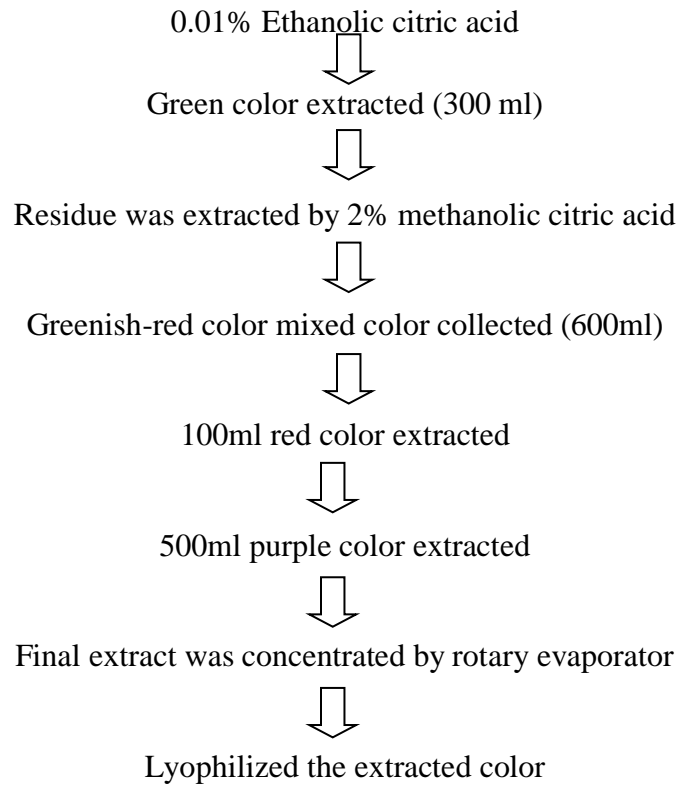 0.01% Ethanolic citric acid
Green color extracted (300 ml)
Residue was extracted by 2% methanolic citric acid
Greenish-red color mixed color collected (600ml)
100ml red color extracted
500ml purple color extracted
Final extract was concentrated by rotary evaporator
Lyophilized the extracted color